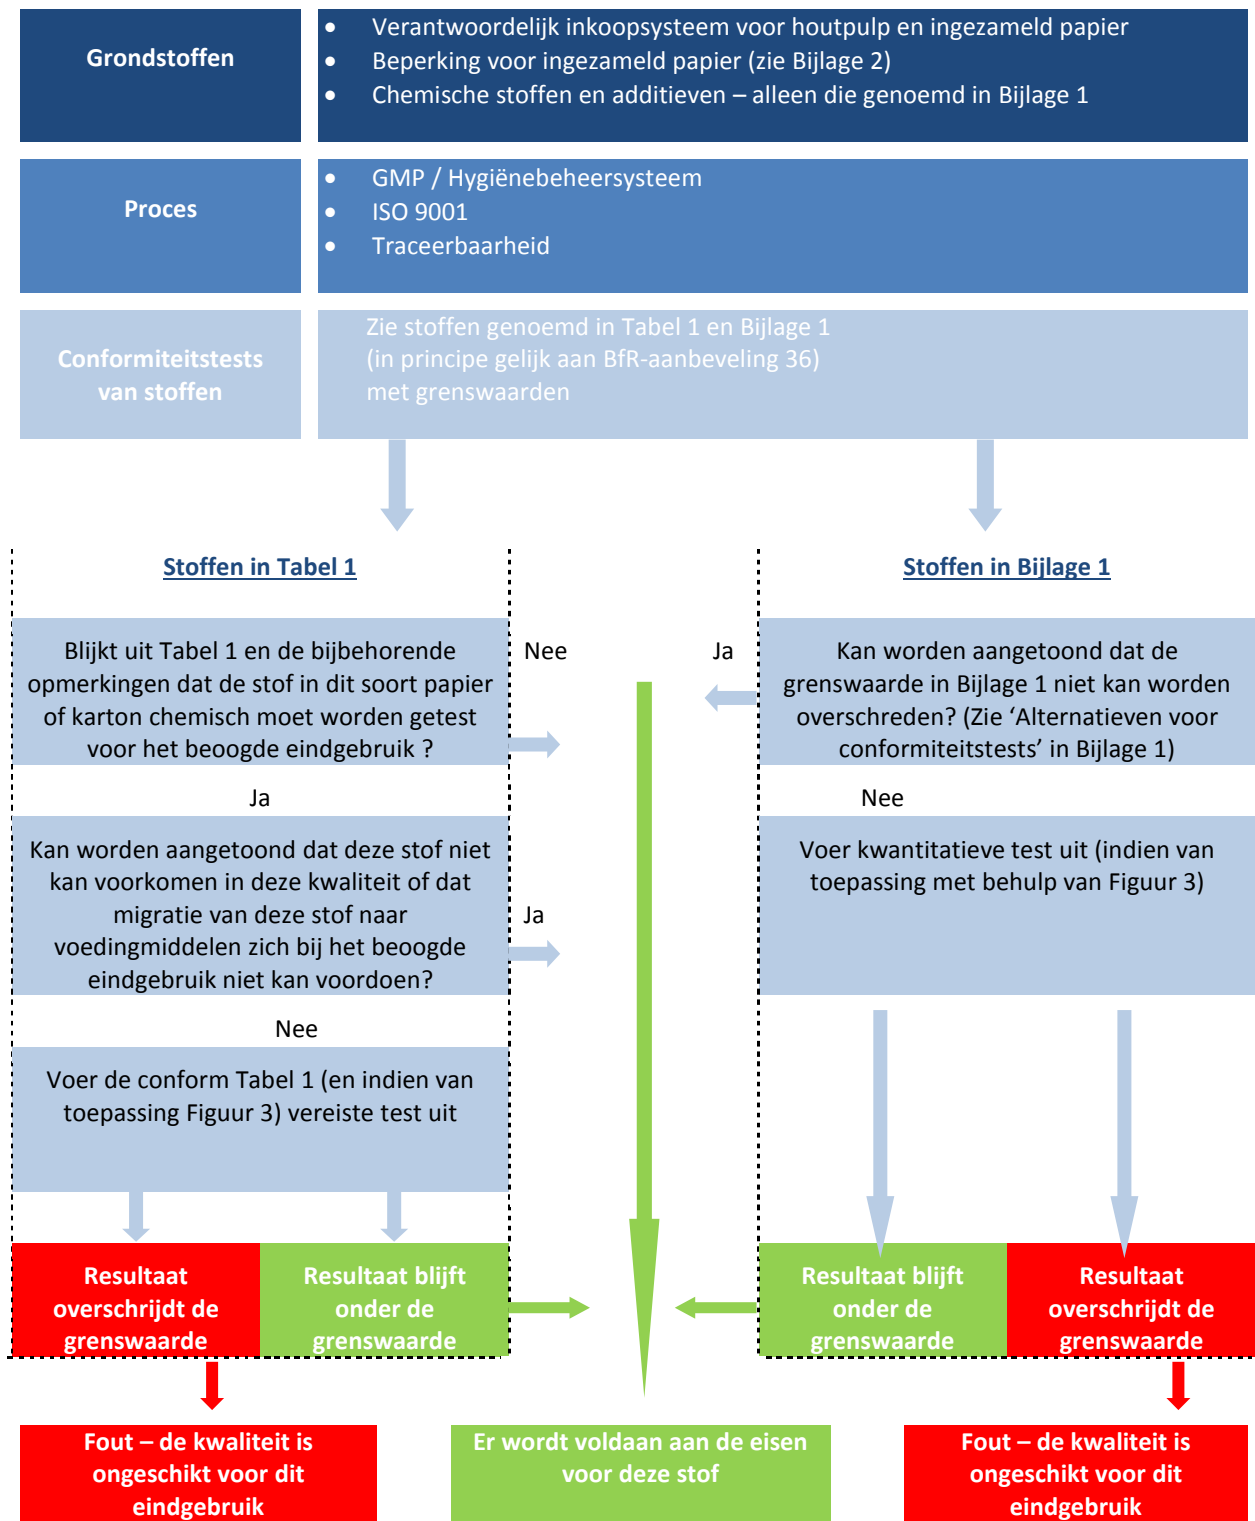 Grondstoffen
• Verantwoordelijk inkoopsysteem voor houtpulp en ingezameld papier
• Beperking voor ingezameld papier (zie Bijlage 2)
• Chemische stoffen en additieven – alleen die genoemd in Bijlage 1
Proces
• GMP / Hygiënebeheersysteem
• ISO 9001
• Traceerbaarheid
Conformiteitstests
van stoffen
Zie stoffen genoemd in Tabel 1 en Bijlage 1
(in principe gelijk aan BfR-aanbeveling 36)
met grenswaarden
Stoffen in Tabel 1
Blijkt uit Tabel 1 en de bijbehorende
opmerkingen dat de stof in dit soort papier
of karton chemisch moet worden getest
voor het beoogde eindgebruik ?
Nee
Ja
Kan worden aangetoond dat deze stof niet
kan voorkomen in deze kwaliteit of dat
migratie van deze stof naar
voedingmiddelen zich bij het beoogde
eindgebruik niet kan voordoen?
Ja
Nee
Voer de conform Tabel 1 (en indien van
toepassing Figuur 3) vereiste test uit
Resultaat
overschrijdt de
grenswaarde
Resultaat blijft
onder de
grenswaarde
Stoffen in Bijlage 1
Ja
Kan worden aangetoond dat de
grenswaarde in Bijlage 1 niet kan worden
overschreden? (Zie ‘Alternatieven voor
conformiteitstests’ in Bijlage 1)
Nee
Voer kwantitatieve test uit (indien van
toepassing met behulp van Figuur 3)
Resultaat blijft
onder de
grenswaarde
Resultaat
overschrijdt de
grenswaarde
Fout – de kwaliteit is
ongeschikt voor dit
eindgebruik
Er wordt voldaan aan de eisen
voor deze stof
Fout – de kwaliteit is
ongeschikt voor dit
eindgebruik